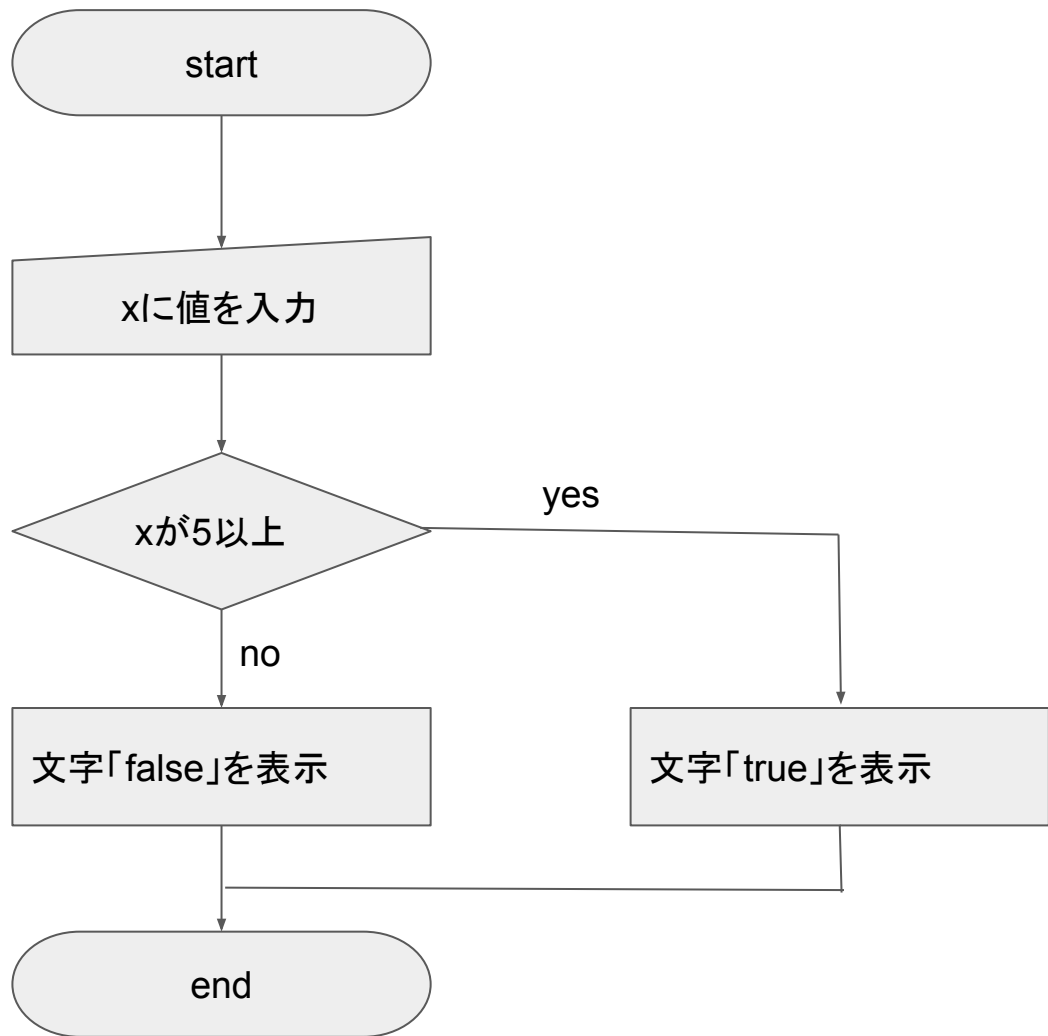 start
xに値を入力
xが5以上
yes
no
文字「false」を表示
文字「true」を表示
end